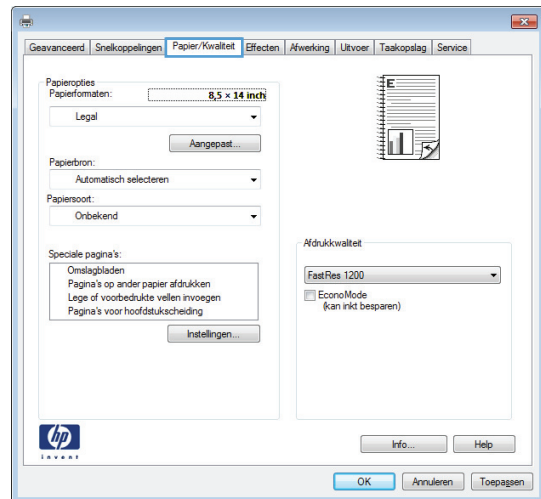 Geavanceerd Snelkoppelingen Papier/Kwaliteit Effecten Afwerking Uitvoer Taakopslag Service
Papieropties
Papierformaten: 8,5 × 14 inch
Legal
Aangepast...
Papierbron:
Automatisch selecteren
Papiersoort:
Onbekend
Speciale pagina's:
Omslagbladen
Pagina's op ander papier afdrukken
Lege of voorbedrukte vellen invoegen
Pagina's voor hoofdstukscheiding
Instellingen...
E
Afdrukkwaliteit
FastRes 1200
EconoMode
(kan inkt besparen)
hp
invent
Info... Help
OK Annuleren Toepassen